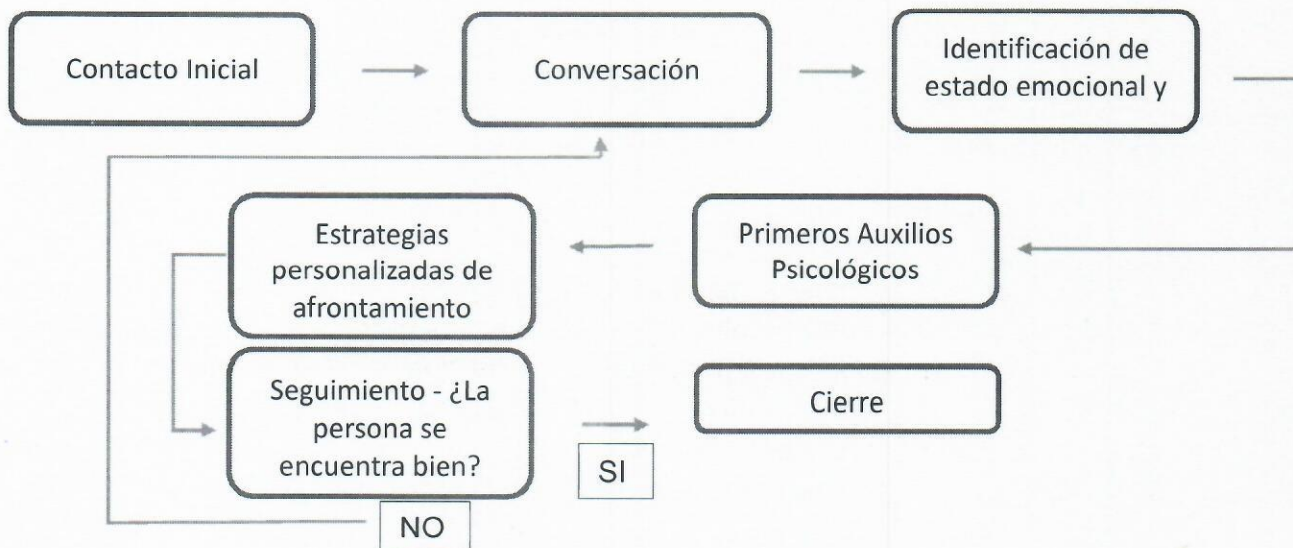 Contacto Inicial
Conversación
Identificación de
estado emocional y
Estrategias
personalizadas de
afrontamiento
Primeros Auxilios
Psicológicos
Seguimiento - ¿La
persona se
encuentra bien?
SI
Cierre
NO